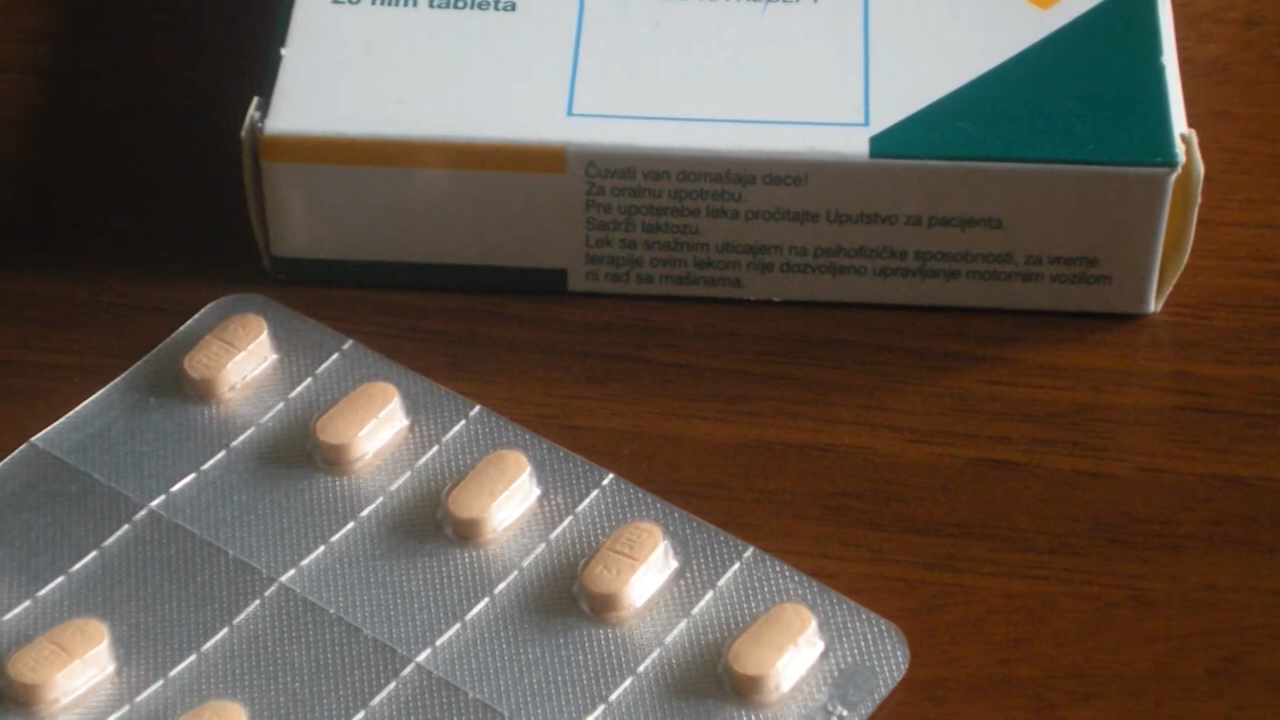 20 film tableta
Čuvati van domašaja dece!
Za oralnu upotrebu.
Pre upoterebe leka pročitajte Uputstvo za pacijenta.
Sadrži laktozu.
Lek sa snažnim uticajem na psihofizičke sposobnosti, za vreme
terapije ovim lekom nije dozvoljeno upravljanje motornim vozilom
ni rad sa mašinama.